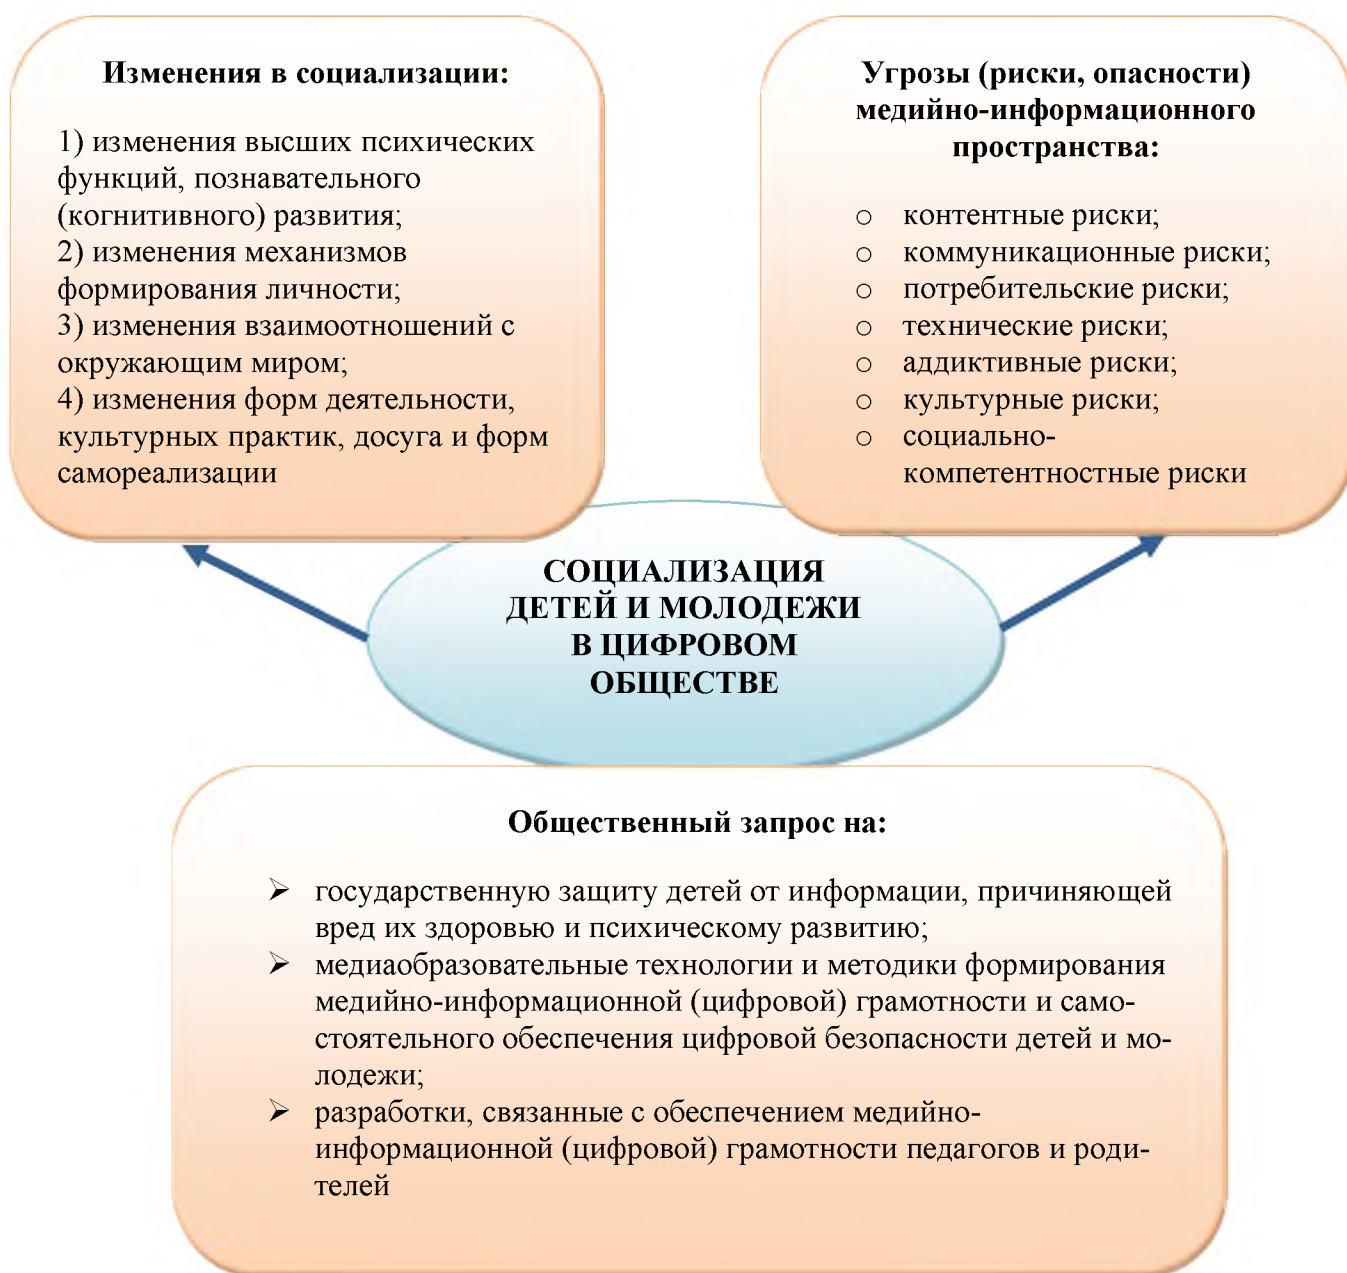 Изменения в социализации:
1) изменения высших психических
функций, познавательного
(когнитивного) развития;
2) изменения механизмов
формирования личности;
3) изменения взаимоотношений с
окружающим миром;
4) изменения форм деятельности,
культурных практик, досуга и форм
самореализации
Угрозы (риски, опасности)
медийно-информационного
пространства:
o контентные риски;
o коммуникационные риски;
o потребительские риски;
o технические риски;
o аддиктивные риски;
o культурные риски;
o социально-
компетентностные риски
СОЦИАЛИЗАЦИЯ
ДЕТЕЙ И МОЛОДЕЖИ
В ЦИФРОВОМ
ОБЩЕСТВЕ
Общественный запрос на:
➢ государственную защиту детей от информации, причиняющей
вред их здоровью и психическому развитию;
➢ медиаобразовательные технологии и методики формирования
медийно-информационной (цифровой) грамотности и само-
стоятельного обеспечения цифровой безопасности детей и мо-
лодежи;
➢ разработки, связанные с обеспечением медийно-
информационной (цифровой) грамотности педагогов и роди-
телей